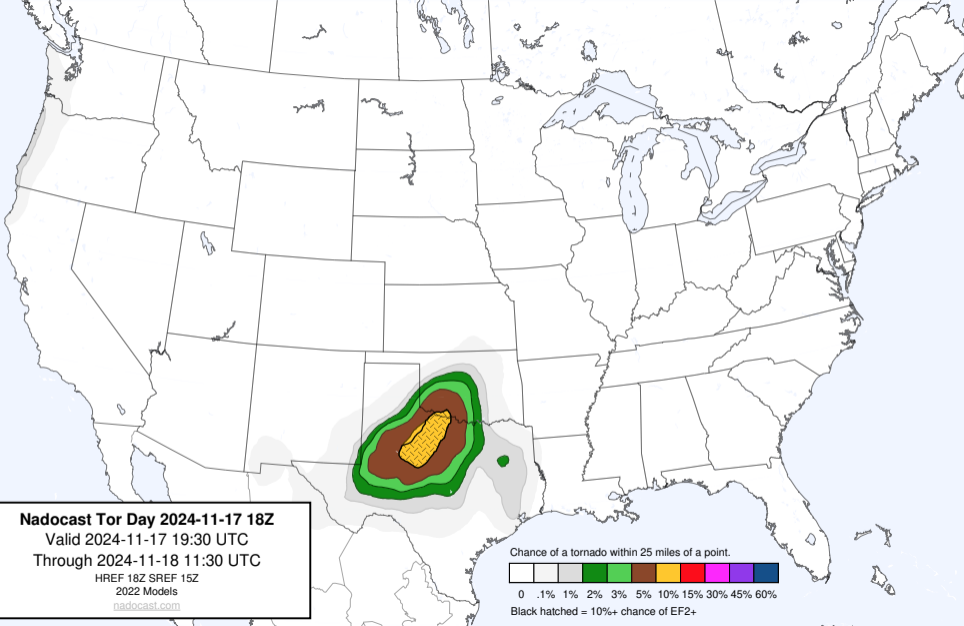 Nadocast Tor Day 2024-11-17 18Z
Valid 2024-11-17 19:30 UTC
Through 2024-11-18 11:30 UTC
HREF 18Z SREF 15Z
2022 Models
nadocast.com
Chance of a tornado within 25 miles of a point.
0 .1% 1% 2% 3% 5% 10% 15% 30% 45% 60%
Black hatched = 10%+ chance of EF2+